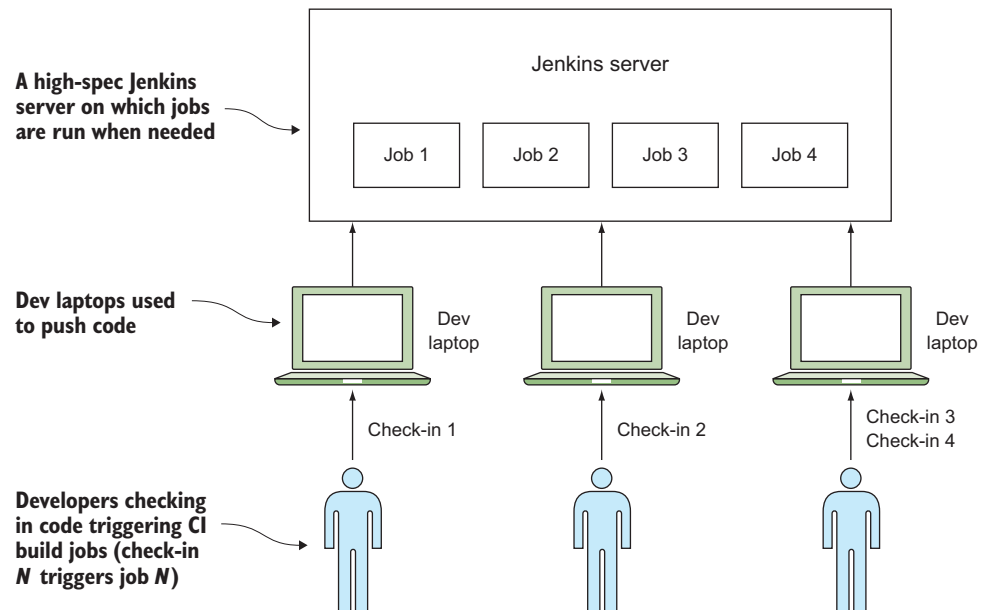 Jenkins server
A high-spec Jenkins
server on which jobs
are run when needed
Job 1
Job 2
Job 3
Job 4
Dev laptops used
to push code
Dev
laptop
Dev
laptop
Dev
laptop
Check-in 1
Check-in 2
Check-in 3
Check-in 4
Developers checking
in code triggering CI
build jobs (check-in
N triggers job N)